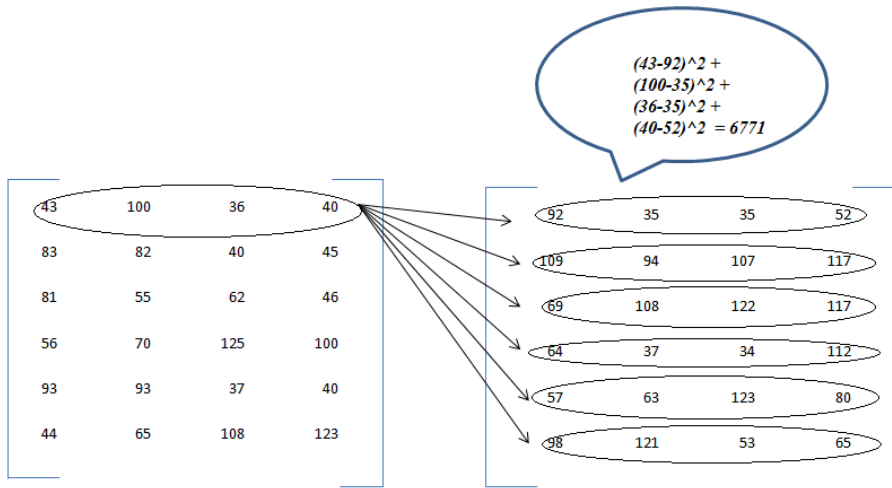 (43-92)^2 +
(100-35)^2 +
(36-35)^2 +
(40-52)^2 = 6771
43 100 36 40
83 82 40 45
81 55 62 46
56 70 125 100
93 93 37 40
44 65 108 123
92 35 35 52
109 94 107 117
69 108 122 117
64 37 34 112
57 63 123 80
98 121 53 65